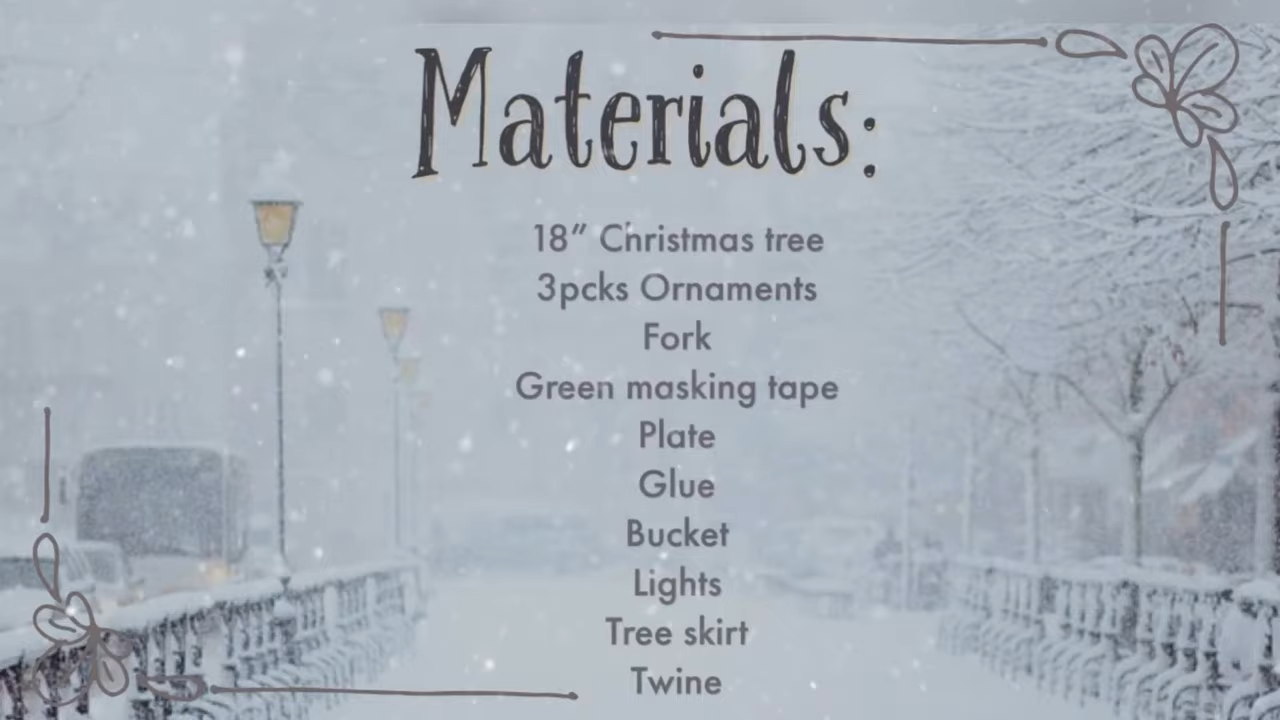 Materials:
18” Christmas tree
3pcks Ornaments
Fork
Green masking tape
Plate
Glue
Bucket
Lights
Tree skirt
Twine